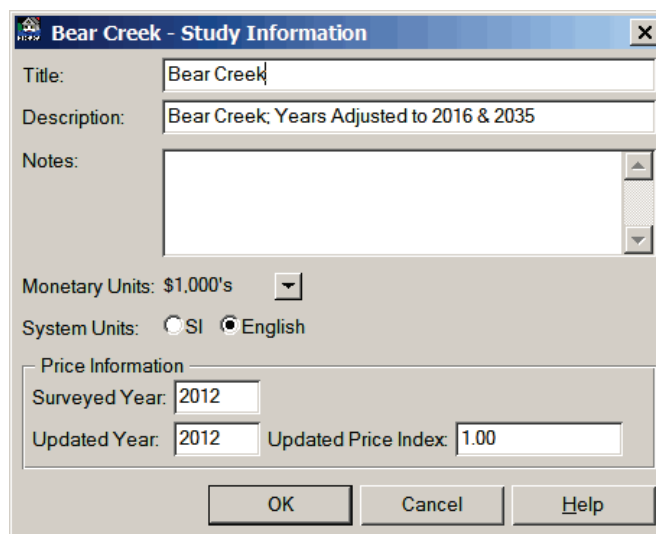 Bear Creek - Study Information
Title: Bear Creek
Description: Bear Creek; Years Adjusted to 2016 & 2035
Notes:
Monetary Units: $1,000's
System Units: SI English
Price Information
Surveyed Year: 2012
Updated Year: 2012 Updated Price Index: 1.00
OK Cancel Help